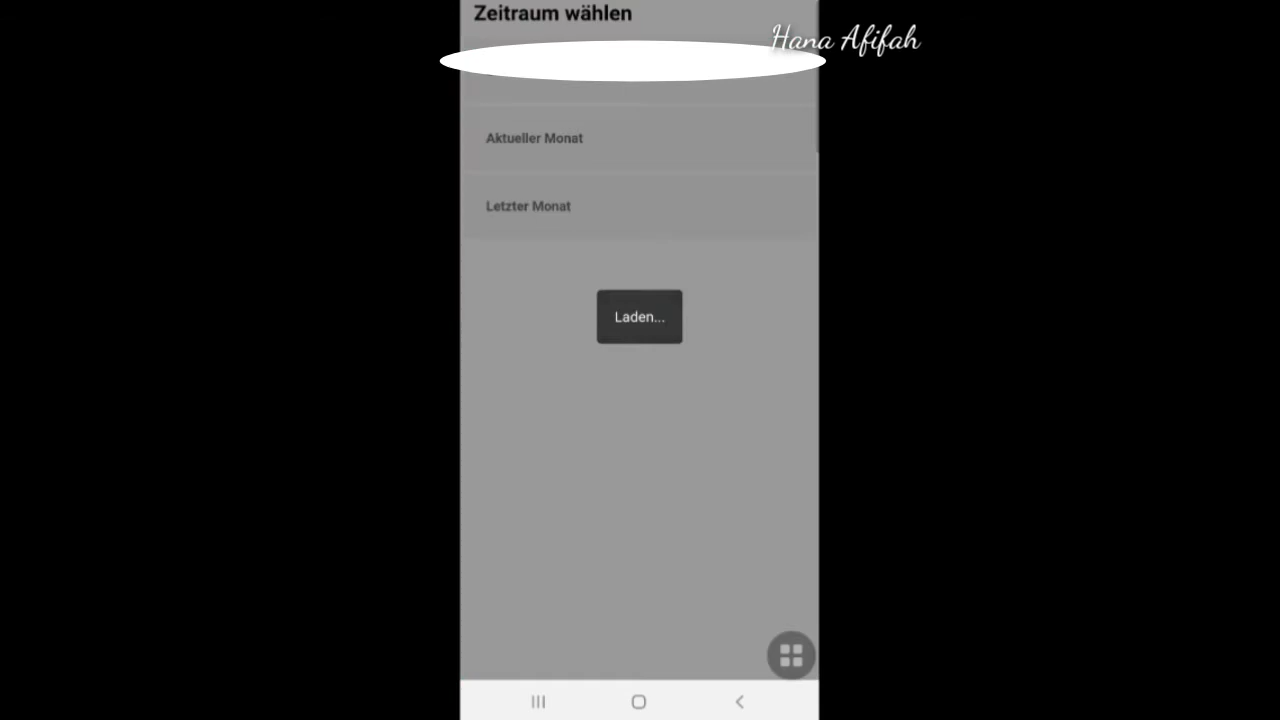 Zeitraum wählen
Hana Afifah
Aktueller Monat
Letzter Monat
Laden...